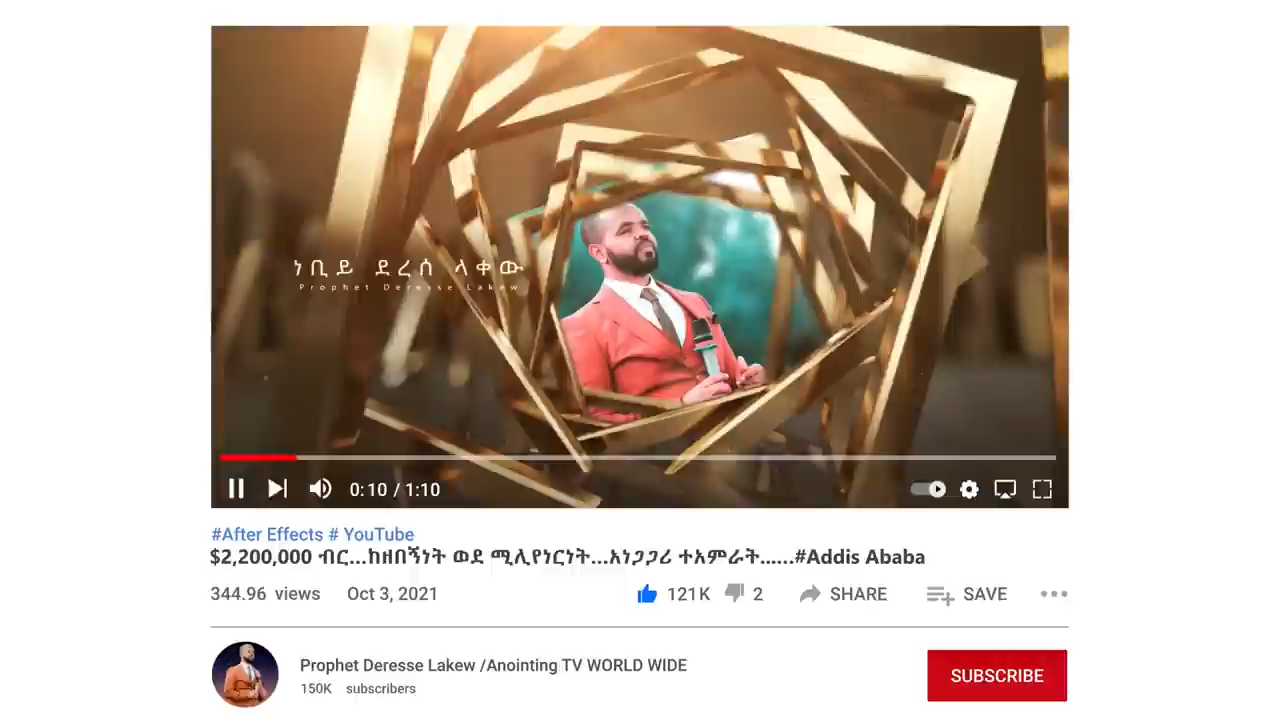 ነቢይ ደረሰ ላቀው
Prophet Deresse Lakew
0:10 / 1:10
#After Effects # YouTube
$2,200,000 ብር...ከዘበኝነት ወደ ሚሊየነርነት...አነጋጋሪ ተአምራት......#Addis Ababa
344.96 views Oct 3, 2021 121K 2 SHARE SAVE
Prophet Deresse Lakew /Anointing TV WORLD WIDE
150K subscribers
SUBSCRIBE